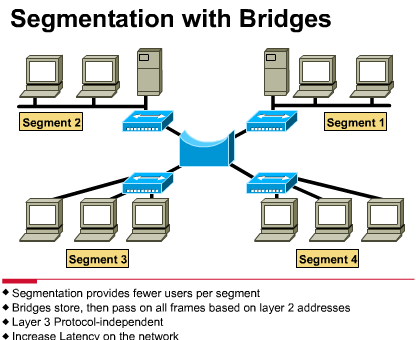 Segmentation with Bridges
Segment 2
Segment 1
Segment 3
Segment 4
◆ Segmentation provides fewer users per segment
◆ Bridges store, then pass on all frames based on layer 2 addresses
◆ Layer 3 Protocol-independent
◆ Increase Latency on the network